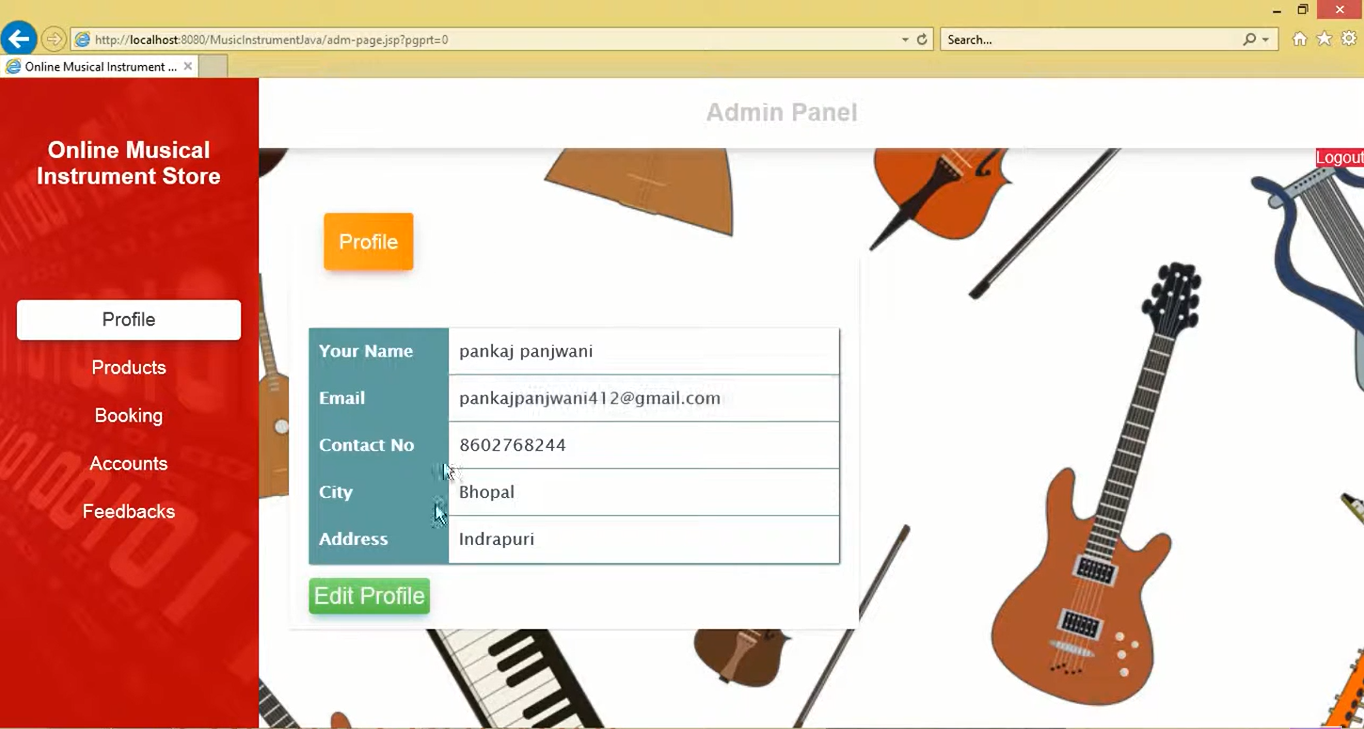 http://localhost:8080/MusicInstrumentJava/adm-page.jsp?pgprt=0
Search...
Online Musical Instrument ...
Online Musical
Instrument Store
Admin Panel
Logout
Profile
Products
Booking
Accounts
Feedbacks
Profile
Your Name pankaj panjwani
Email pankajpanjwani412@gmail.com
Contact No 8602768244
City Bhopal
Address Indrapuri
Edit Profile